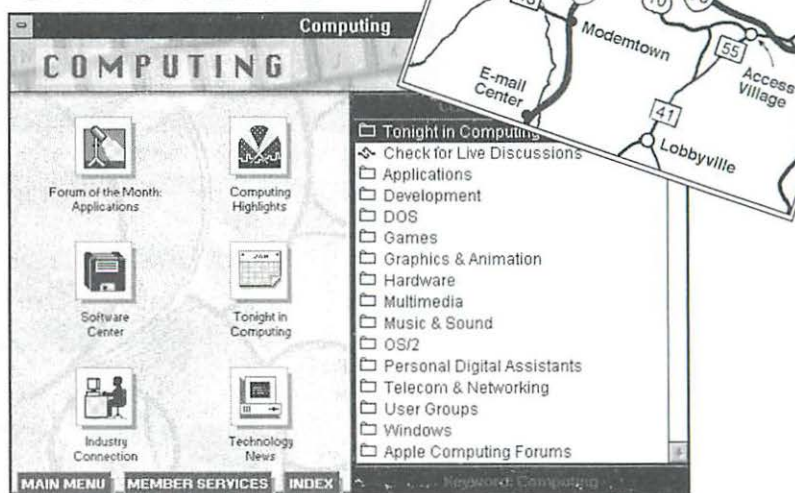 Computing
COMPUTING
Forum of the Month:
Applications
Computing
Highlights
Software
Center
JAN
Tonight in
Computing
Industry
Connection
Technology
News
MAIN MENU
MEMBER SERVICES
INDEX
Tonight in Computing
Check for Live Discussions
Applications
Development
DOS
Games
Graphics & Animation
Hardware
Multimedia
Music & Sound
OS/2
Personal Digital Assistants
Telecom & Networking
User Groups
Windows
Apple Computing Forums
Keyword: Computing
Modemtown
E-mail
Center
55
Access
Village
41
Lobbyville